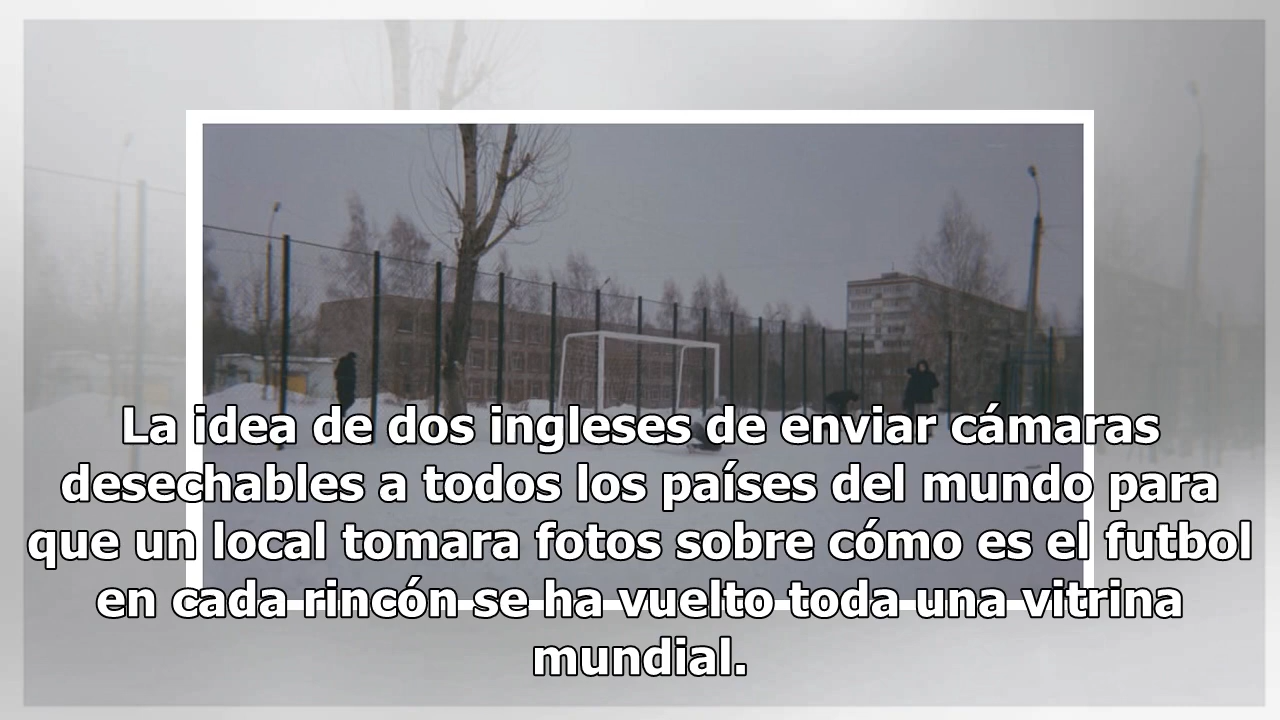 La idea de dos ingleses de enviar cámaras
desechables a todos los países del mundo para
que un local tomara fotos sobre cómo es el futbol
en cada rincón se ha vuelto toda una vitrina
mundial.